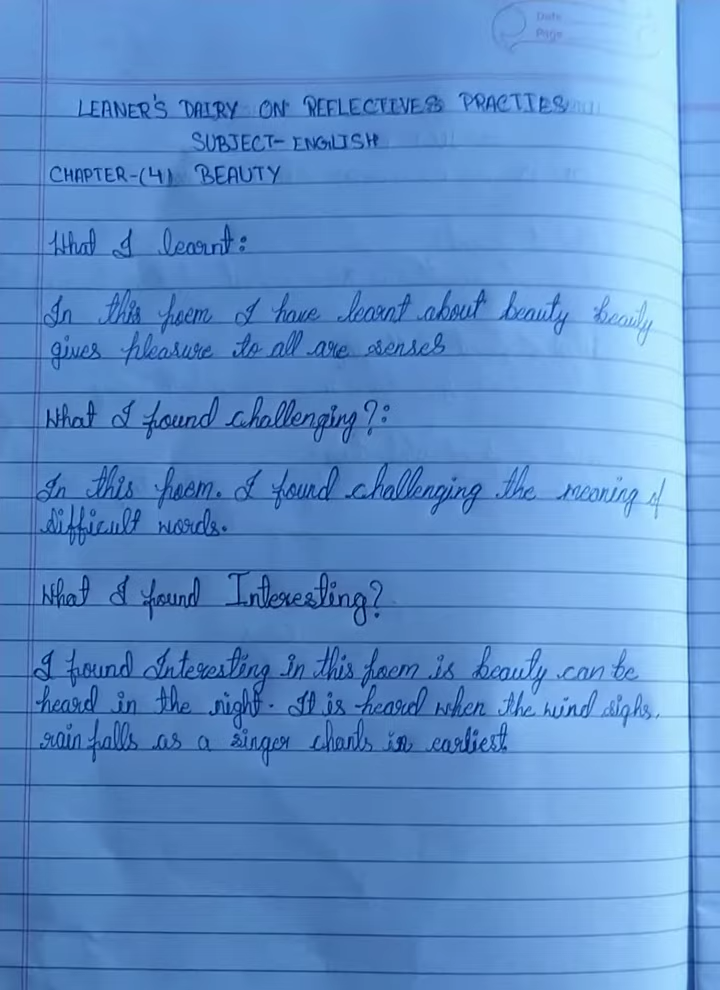 Date
Page
LEANER'S DAIRY ON REFLECTIVES PRACTIES
SUBJECT- ENGLISH
CHAPTER-(4) BEAUTY
What I learnt:
In this poem I have learnt about beauty beauty
gives pleasure to all are senses
What I found challenging?:
In this poem. I found challenging the meaning of
difficult words.
What I found Interesting?
I found Interesting in this poem is beauty can be
heard in the night. It is heard when the wind sighs,
rain falls as a singer chants in earliest